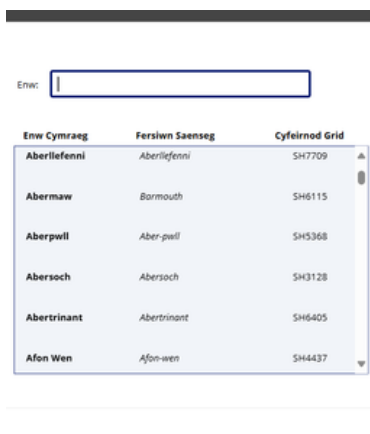 Enw:
Enw Cymraeg Fersiwn Saenseg Cyfeirnod Grid
Aberllefenni Aberllefenni SH7709
Abermaw Barmouth SH6115
Aberpwll Aber-pwll SH5368
Abersoch Abersoch SH3128
Abertrinant Abertrinant SH6405
Afon Wen Afon-wen SH4437